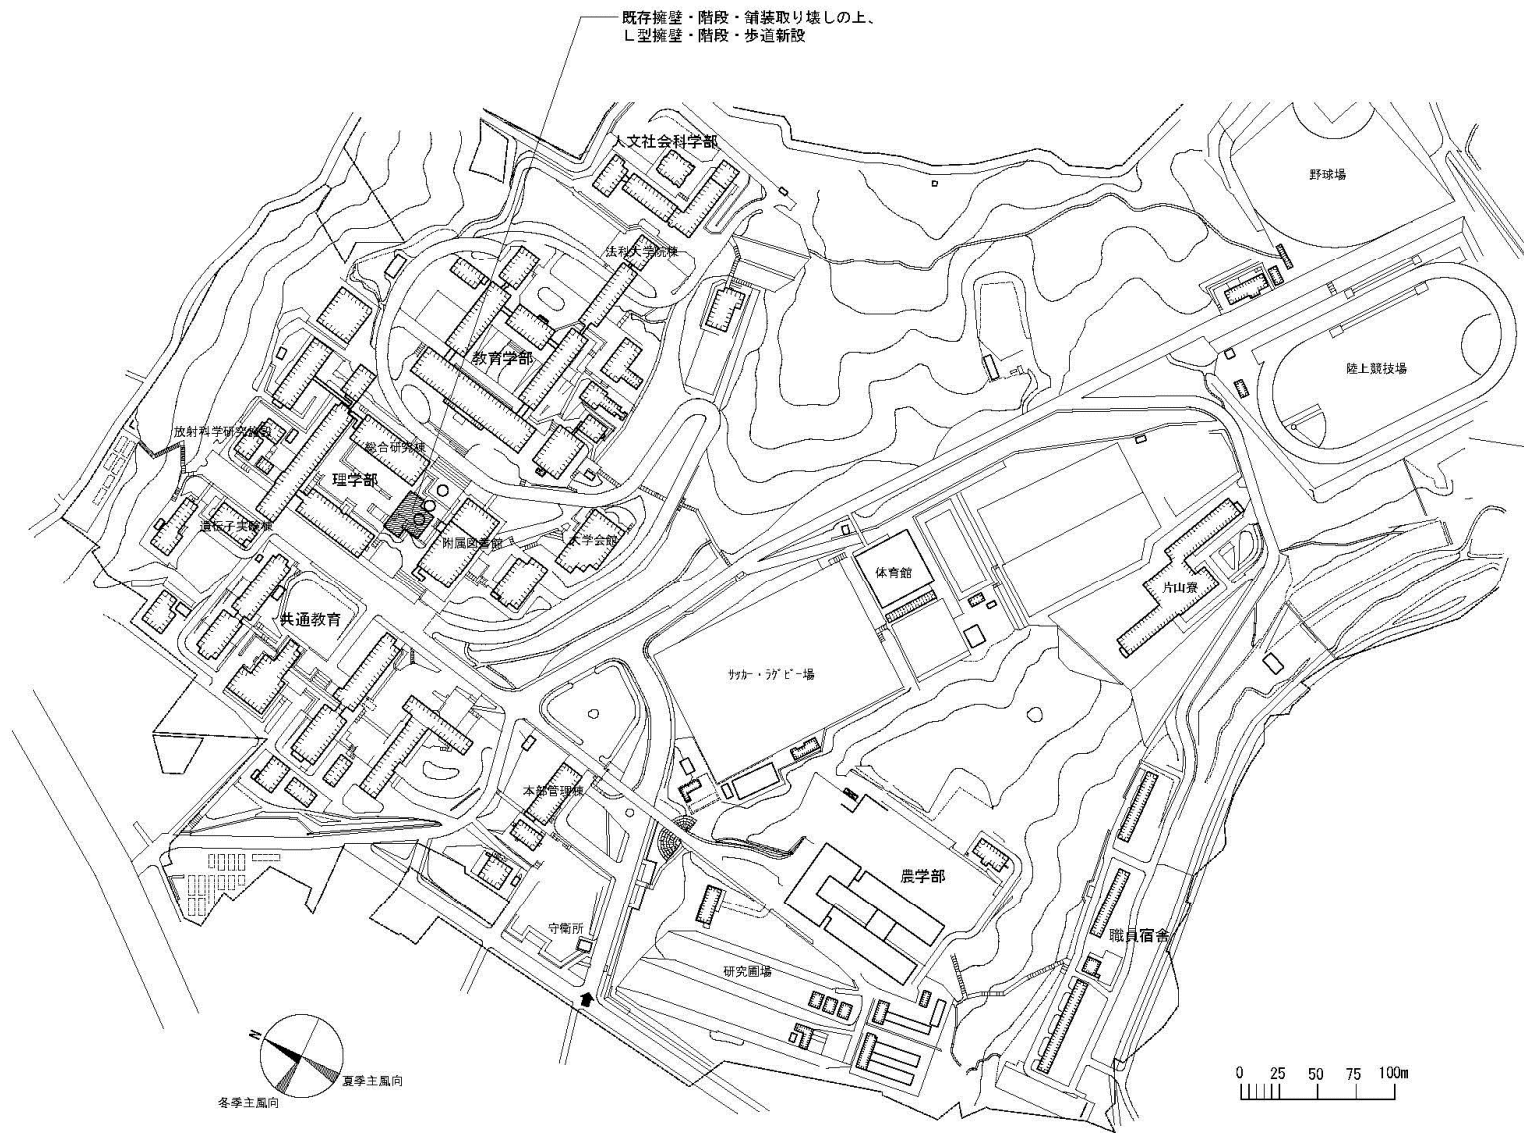 既存擁壁・階段・舗装取り壊しの上、
L型擁壁・階段・歩道新設
人文社会科学部
野球場
法科大学院棟
教育学部
陸上競技場
放射科学研究施設
総合研究棟
理学部
遺伝子実験棟
附属図書館
大学会館
体育館
片山寮
共通教育
サッカー・ラグビー場
本部管理棟
農学部
守衛所
職員宿舎
研究圃場
N
夏季主風向
冬季主風向
0 25 50 75 100m